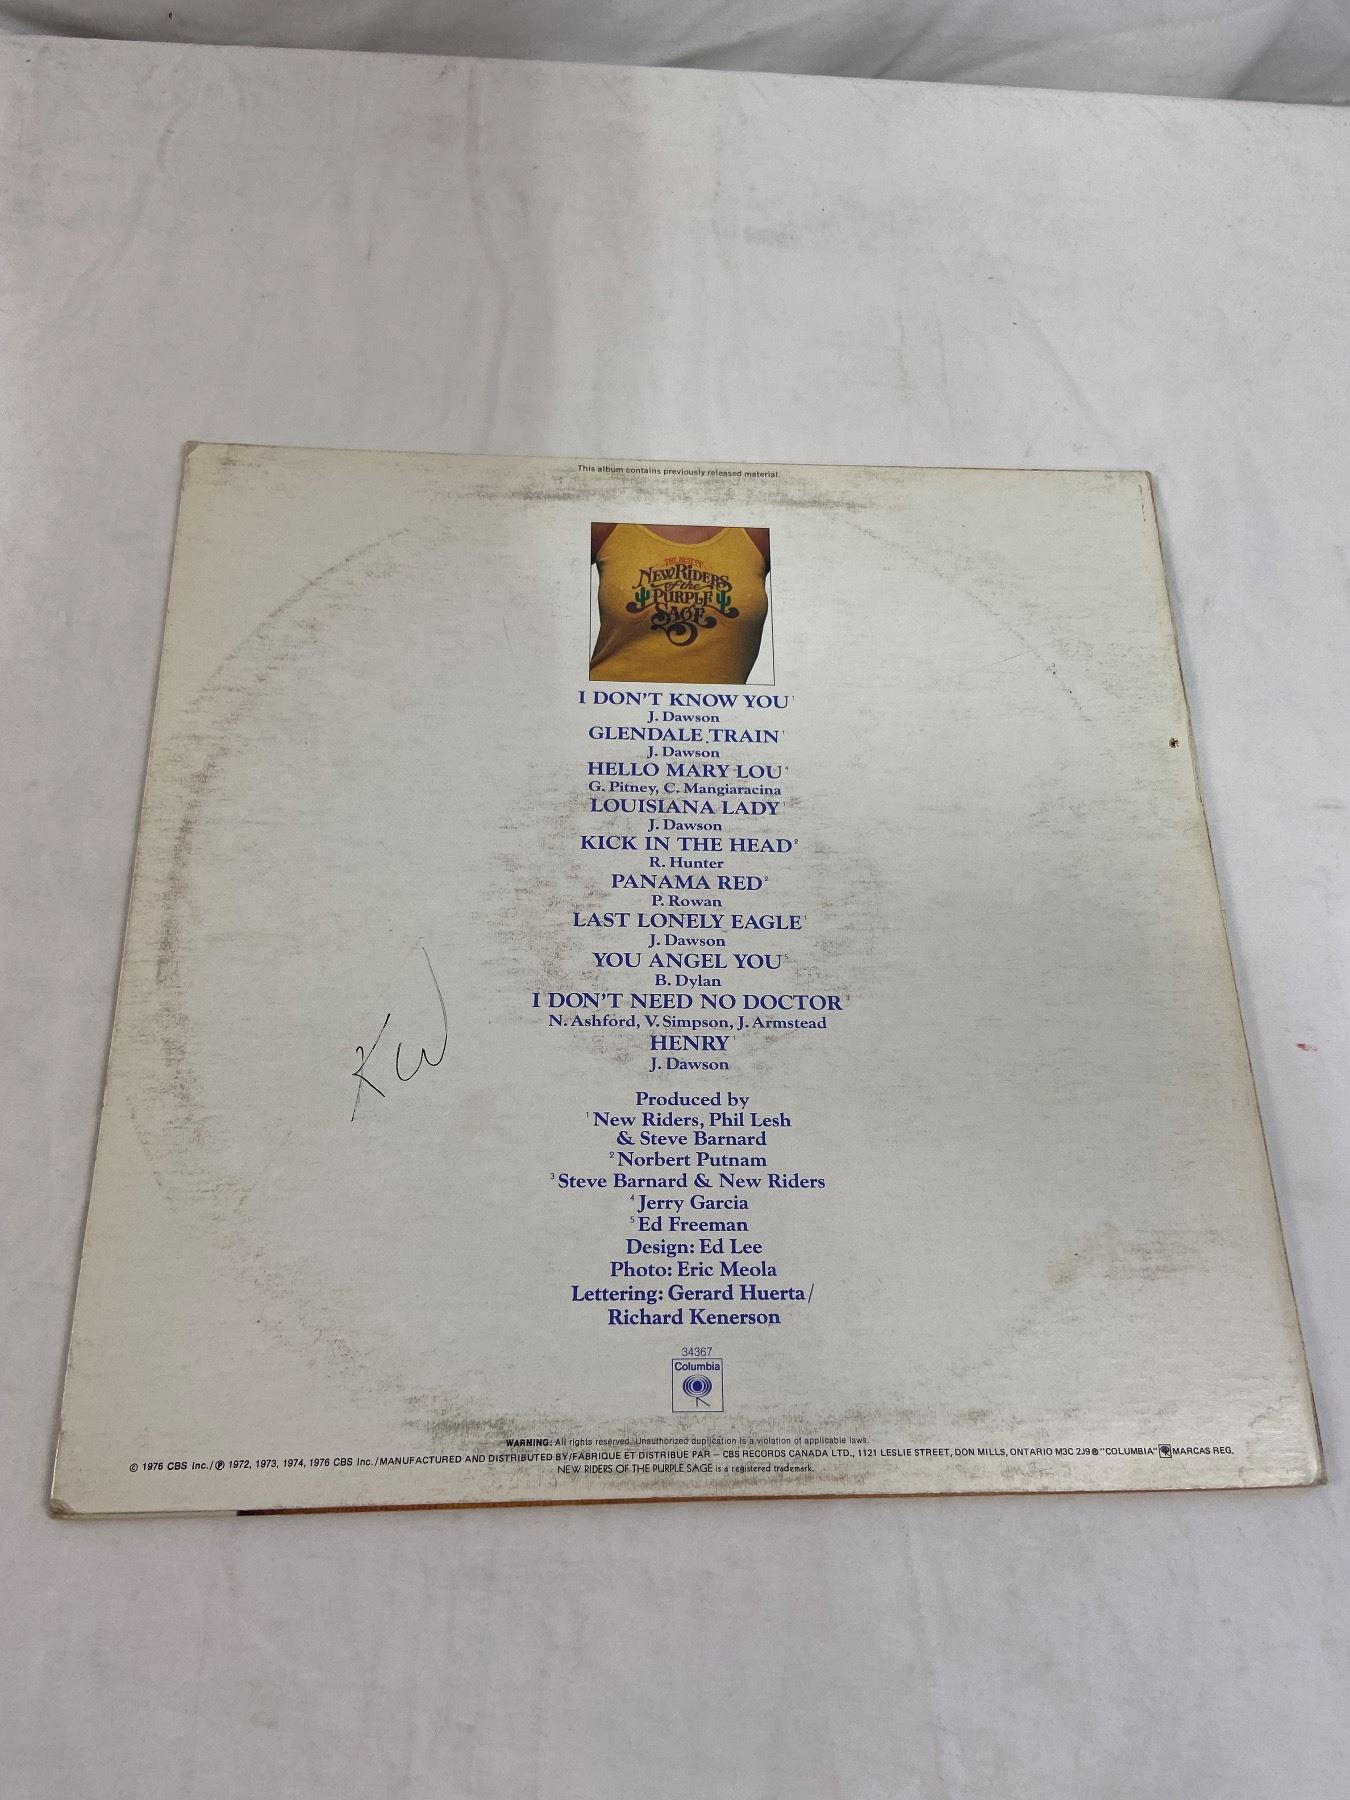 This album contains previously released material.
THE BEST OF
NEW RIDERS
of the
PURPLE
SAGE
I DON'T KNOW YOU¹
J. Dawson
GLENDALE TRAIN¹
J. Dawson
HELLO MARY LOU⁴
G. Pitney, C. Mangiaracina
LOUISIANA LADY¹
J. Dawson
KICK IN THE HEAD²
R. Hunter
PANAMA RED²
P. Rowan
LAST LONELY EAGLE¹
J. Dawson
YOU ANGEL YOU⁵
B. Dylan
I DON'T NEED NO DOCTOR³
N. Ashford, V. Simpson, J. Armstead
HENRY¹
J. Dawson
KW
Produced by
¹New Riders, Phil Lesh
& Steve Barnard
²Norbert Putnam
³Steve Barnard & New Riders
⁴Jerry Garcia
⁵Ed Freeman
Design: Ed Lee
Photo: Eric Meola
Lettering: Gerard Huerta/
Richard Kenerson
34367
Columbia
WARNING: All rights reserved. Unauthorized duplication is a violation of applicable laws.
© 1976 CBS Inc./℗ 1972, 1973, 1974, 1976 CBS Inc./MANUFACTURED AND DISTRIBUTED BY/FABRIQUE ET DISTRIBUE PAR – CBS RECORDS CANADA LTD., 1121 LESLIE STREET, DON MILLS, ONTARIO M3C 2J9 ® "COLUMBIA" MARCAS REG.
NEW RIDERS OF THE PURPLE SAGE is a registered trademark.